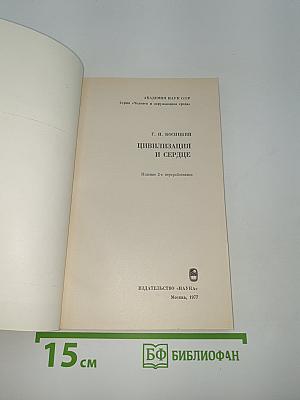 АКАДЕМИЯ НАУК СССР
Серия «Человек и окружающая среда»
Г. И. КОСИЦКИЙ
ЦИВИЛИЗАЦИЯ
И СЕРДЦЕ
Издание 2-е переработанное
ИЗДАТЕЛЬСТВО «НАУКА»
Москва, 1977
15 СМ
БФ БИБЛИОФАН